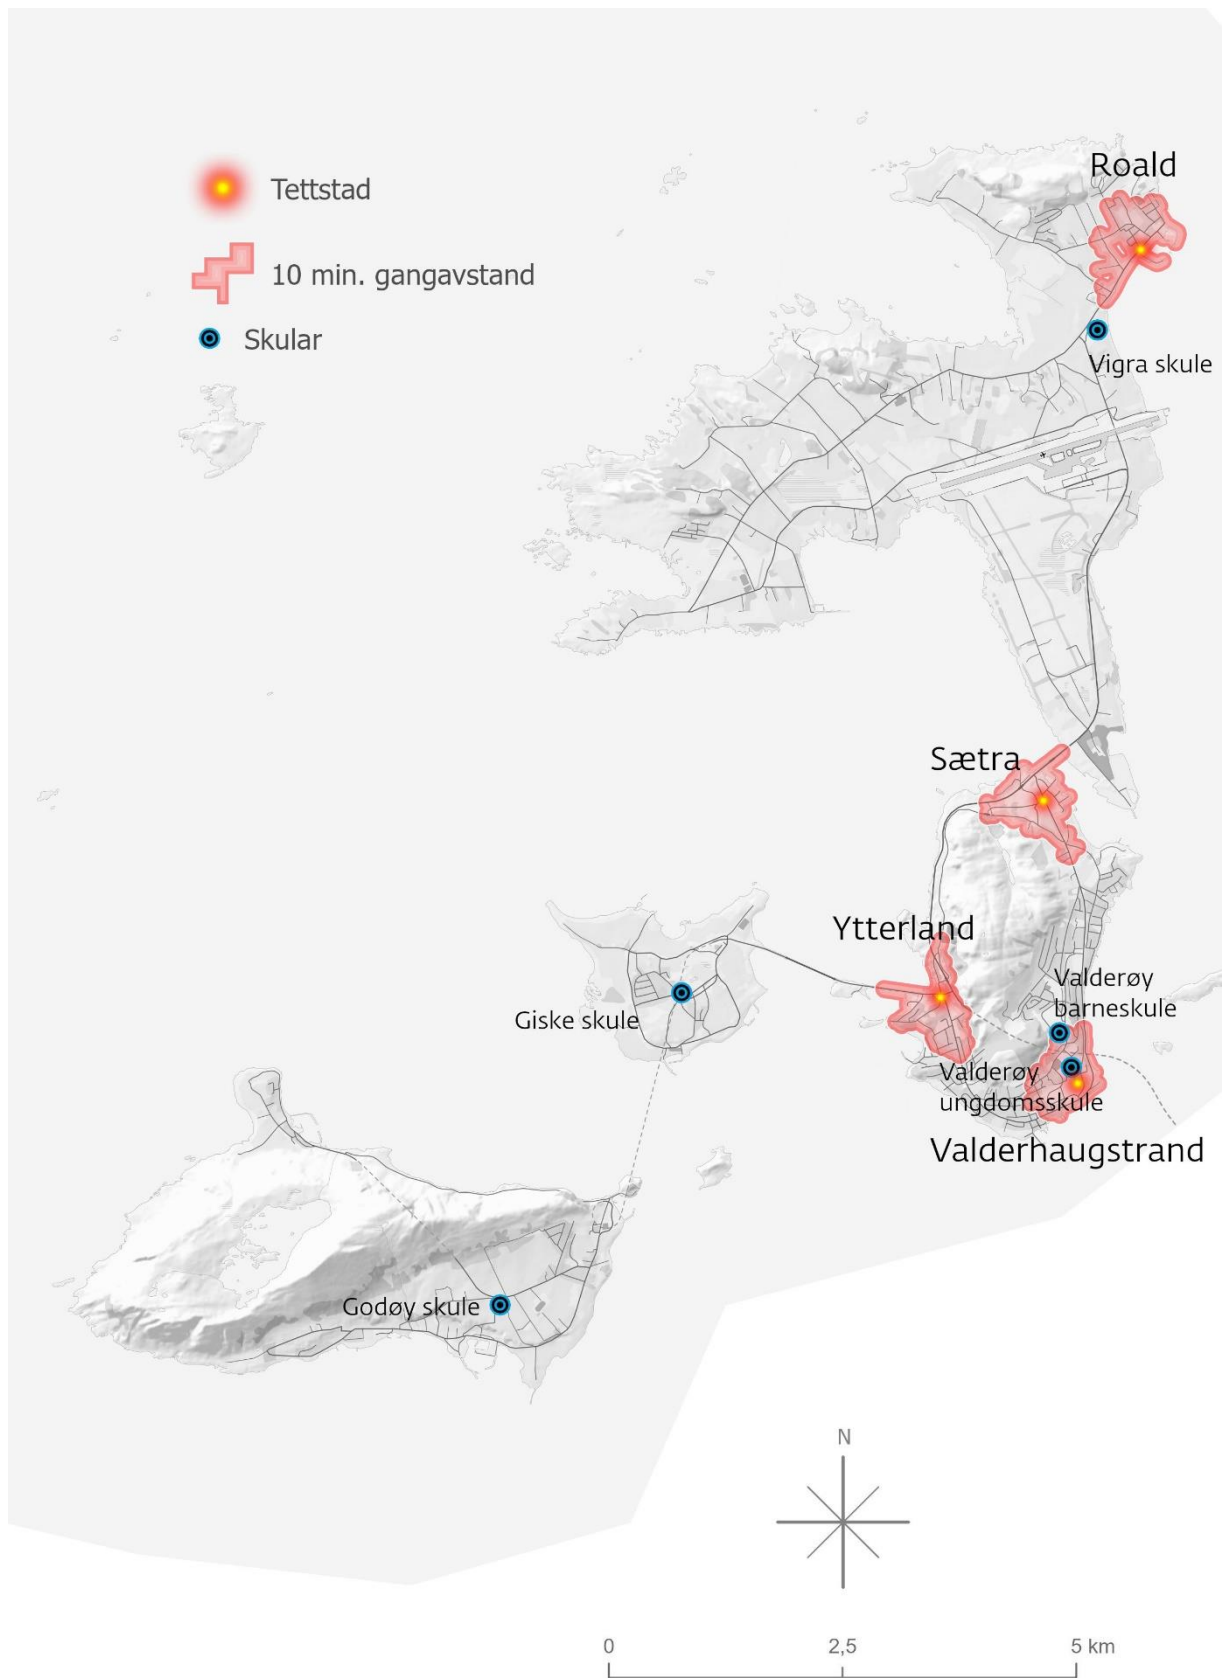 Roald
Tettstad
10 min. gangavstand
Skular
Vigra skule
Sætra
Ytterland
Valderøy
barneskule
Giske skule
Valderøy
ungdomsskule
Valderhaugstrand
Godøy skule
N
0 2,5 5 km